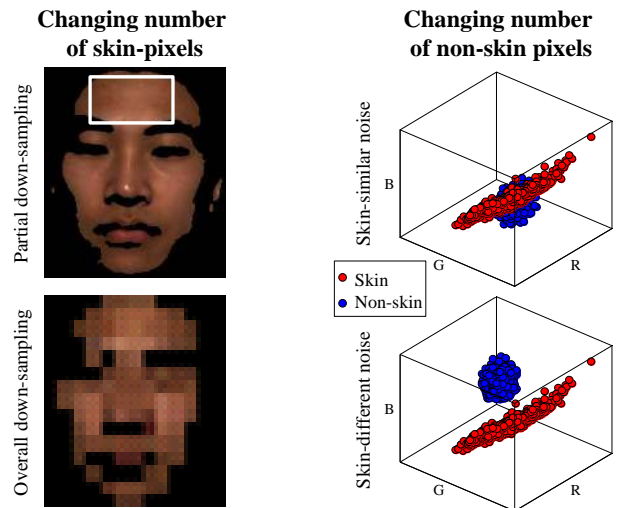 Changing number
of skin-pixels
Changing number
of non-skin pixels
Partial down-sampling
Skin-similar noise
B
G
R
Skin
Non-skin
Overall down-sampling
Skin-different noise
B
G
R